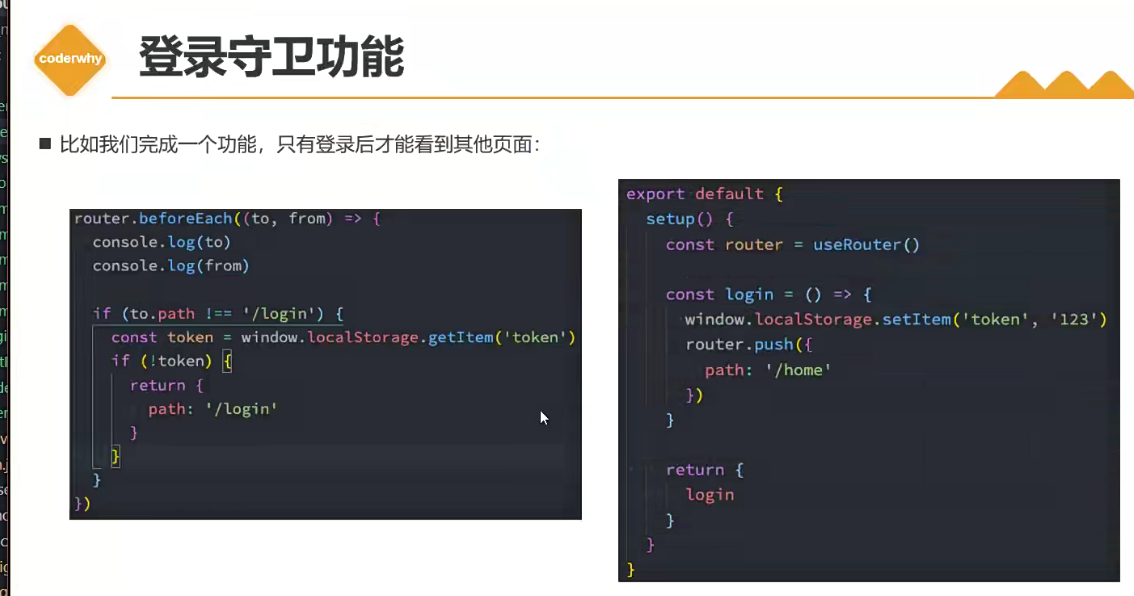 coderwhy
登录守卫功能
比如我们完成一个功能，只有登录后才能看到其他页面：
router.beforeEach((to, from) => {
  console.log(to)
  console.log(from)

  if (to.path !== '/login') {
    const token = window.localStorage.getItem('token')
    if (!token) {
      return {
        path: '/login'
      }
    }
  }
})
export default {
  setup() {
    const router = useRouter()

    const login = () => {
      window.localStorage.setItem('token', '123')
      router.push({
        path: '/home'
      })
    }

    return {
      login
    }
  }
}